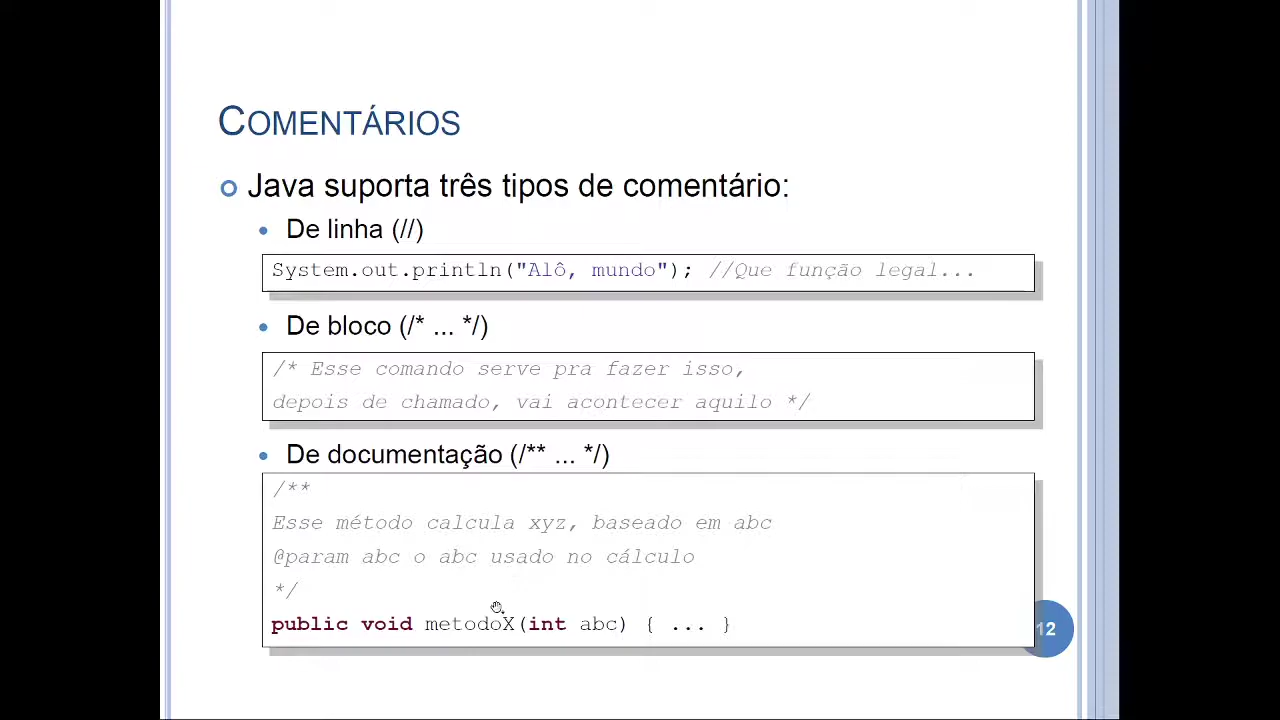 COMENTÁRIOS
Java suporta três tipos de comentário:
De linha (//)
System.out.println("Alô, mundo"); //Que função legal...
De bloco (/* ... */)
/* Esse comando serve pra fazer isso,
depois de chamado, vai acontecer aquilo */
De documentação (/** ... */)
/**
Esse método calcula xyz, baseado em abc
@param abc o abc usado no cálculo
*/
public void metodoX(int abc) { ... }
12